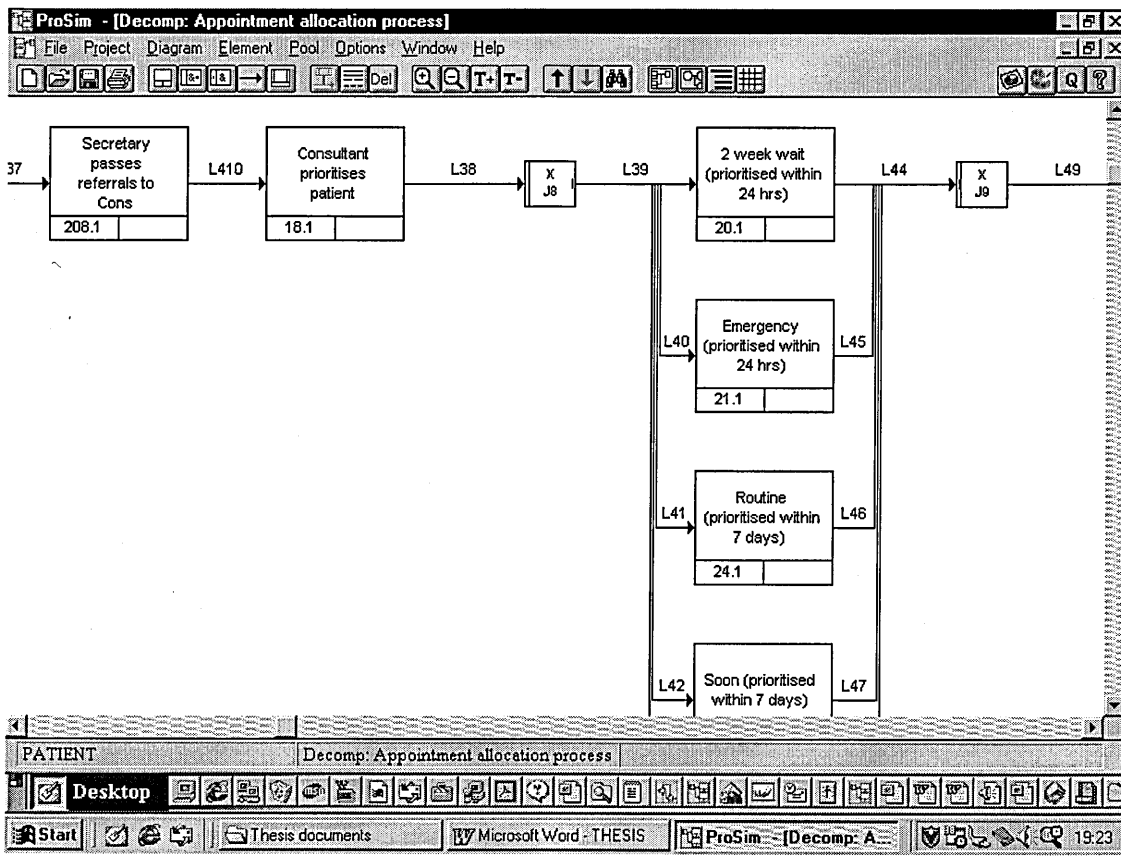 ProSim - [Decomp: Appointment allocation process]
File Project Diagram Element Pool Options Window Help
Del T+ T- Q ?
37
Secretary
passes
referrals to
Cons
208.1
L410
Consultant
prioritises
patient
18.1
L38
X
J8
L39
2 week wait
(prioritised within
24 hrs)
20.1
L44
X
J9
L49
L40
Emergency
(prioritised within
24 hrs)
21.1
L45
L41
Routine
(prioritised within
7 days)
24.1
L46
L42
Soon (prioritised
within 7 days)
L47
PATIENT
Decomp: Appointment allocation process
Desktop
Start
Thesis documents
Microsoft Word - THESIS
ProSim - [Decomp: A...
19:23